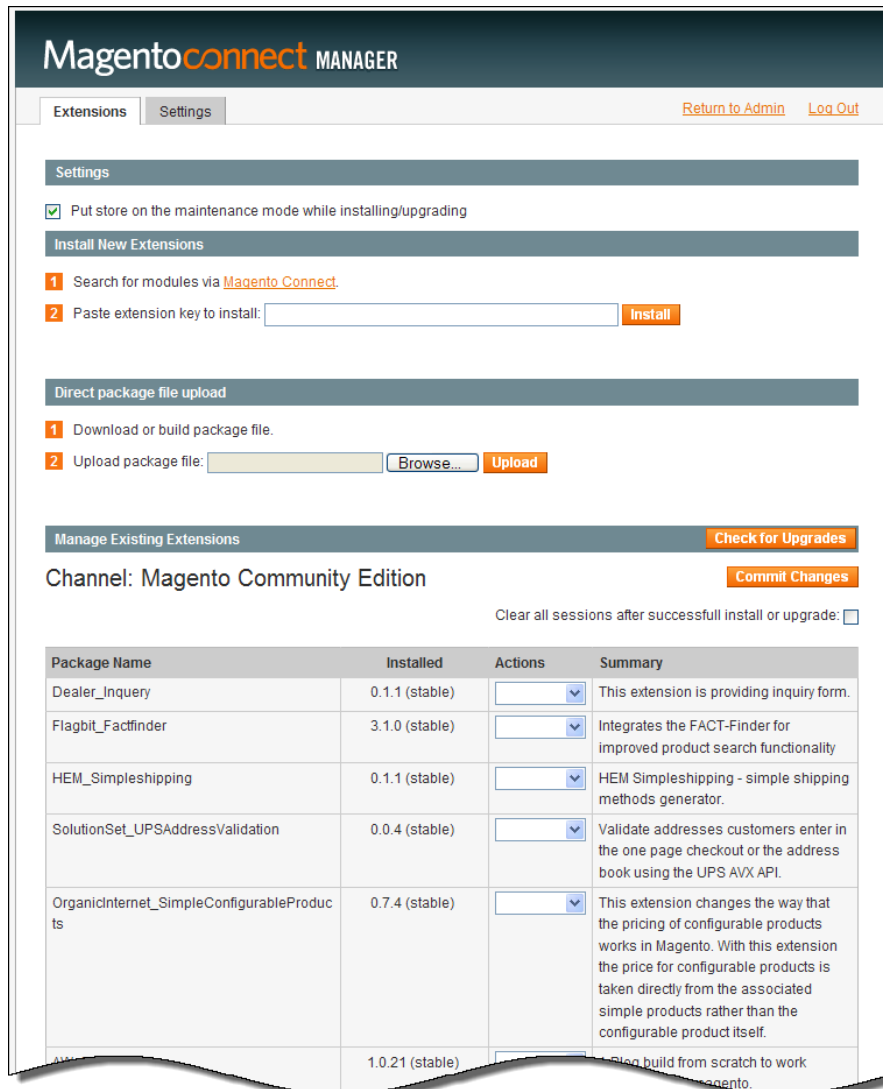 Magentoconnect MANAGER
Extensions Settings Return to Admin Log Out
Settings
Put store on the maintenance mode while installing/upgrading
Install New Extensions
1 Search for modules via Magento Connect.
2 Paste extension key to install: Install
Direct package file upload
1 Download or build package file.
2 Upload package file: Browse... Upload
Manage Existing Extensions Check for Upgrades
Channel: Magento Community Edition Commit Changes
Clear all sessions after successfull install or upgrade:
Package Name Installed Actions Summary
Dealer_Inquery 0.1.1 (stable) This extension is providing inquiry form.
Flagbit_Factfinder 3.1.0 (stable) Integrates the FACT-Finder for
improved product search functionality
HEM_Simpleshipping 0.1.1 (stable) HEM Simpleshipping - simple shipping
methods generator.
SolutionSet_UPSAddressValidation 0.0.4 (stable) Validate addresses customers enter in
the one page checkout or the address
book using the UPS AVX API.
OrganicInternet_SimpleConfigurableProduc 0.7.4 (stable) This extension changes the way that
ts the pricing of configurable products
works in Magento. With this extension
the price for configurable products is
taken directly from the associated
simple products rather than the
configurable product itself.
1.0.21 (stable) Blog build from scratch to work